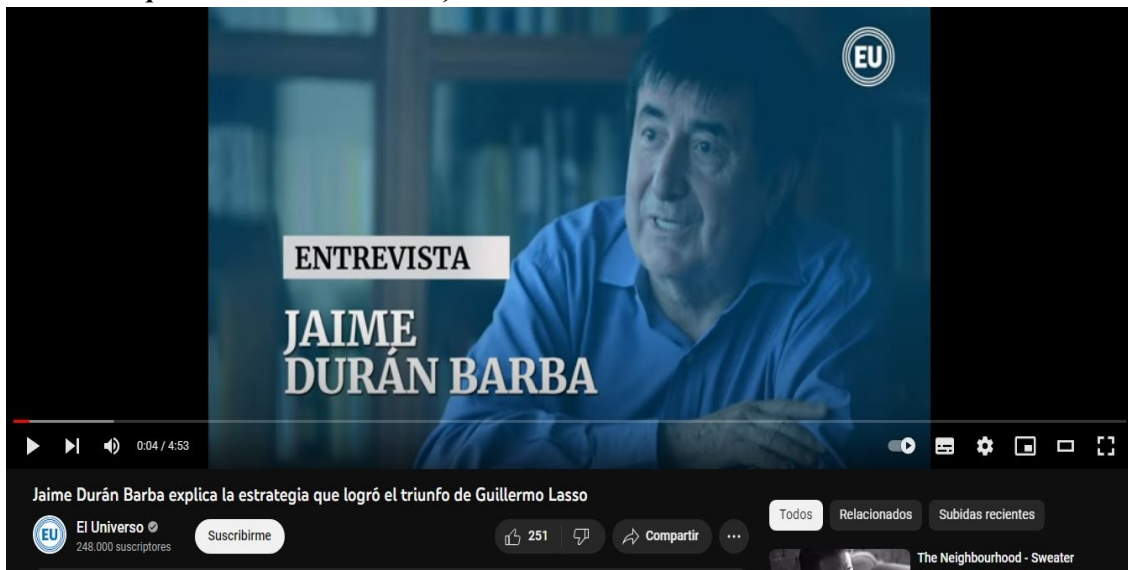 EU
ENTREVISTA
JAIME
DURÁN BARBA
0:04 / 4:53
Jaime Durán Barba explica la estrategia que logró el triunfo de Guillermo Lasso
EU
El Universo
248.000 suscriptores
Suscribirme
251
Compartir
Todos
Relacionados
Subidas recientes
The Neighbourhood - Sweater